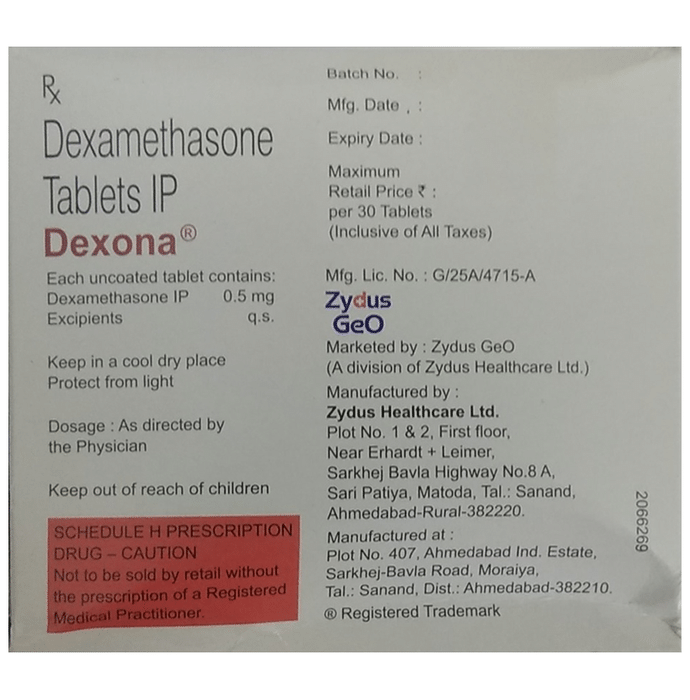 Rx
Dexamethasone
Tablets IP
Dexona®
Each uncoated tablet contains:
Dexamethasone IP 0.5 mg
Excipients q.s.
Keep in a cool dry place
Protect from light
Dosage : As directed by
the Physician
Keep out of reach of children
SCHEDULE H PRESCRIPTION
DRUG – CAUTION
Not to be sold by retail without
the prescription of a Registered
Medical Practitioner.
Batch No. :
Mfg. Date , :
Expiry Date :
Maximum
Retail Price ₹ :
per 30 Tablets
(Inclusive of All Taxes)
Mfg. Lic. No. : G/25A/4715-A
Zydus
GeO
Marketed by : Zydus GeO
(A division of Zydus Healthcare Ltd.)
Manufactured by :
Zydus Healthcare Ltd.
Plot No. 1 & 2, First floor,
Near Erhardt + Leimer,
Sarkhej Bavla Highway No.8 A,
Sari Patiya, Matoda, Tal.: Sanand,
Ahmedabad-Rural-382220.
Manufactured at :
Plot No. 407, Ahmedabad Ind. Estate,
Sarkhej-Bavla Road, Moraiya,
Tal.: Sanand, Dist.: Ahmedabad-382210.
® Registered Trademark
2066269